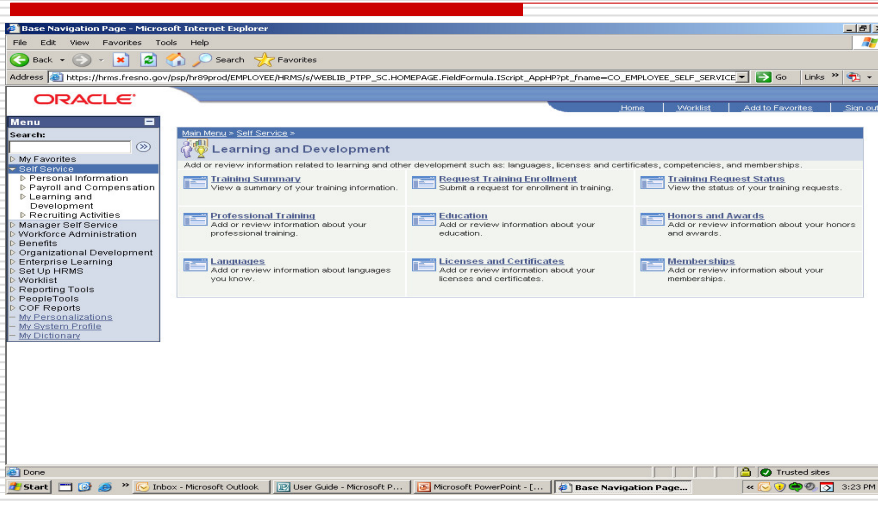 Base Navigation Page - Microsoft Internet Explorer
File Edit View Favorites Tools Help
Back Search Favorites
Address https://hrms.fresno.gov/psp/hr89prod/EMPLOYEE/HRMS/s/WEBLIB_PTPP_SC.HOMEPAGE.FieldFormula.IScript_AppHP?pt_fname=CO_EMPLOYEE_SELF_SERVICE Go Links »
ORACLE
Home Worklist Add to Favorites Sign out
Menu
Search:
My Favorites
Self Service
Personal Information
Payroll and Compensation
Learning and
Development
Recruiting Activities
Manager Self Service
Workforce Administration
Benefits
Organizational Development
Enterprise Learning
Set Up HRMS
Worklist
Reporting Tools
PeopleTools
COF Reports
My Personalizations
My System Profile
My Dictionary
Main Menu > Self Service >
Learning and Development
Add or review information related to learning and other development such as: languages, licenses and certificates, competencies, and memberships.
Training Summary
View a summary of your training information.
Request Training Enrollment
Submit a request for enrollment in training.
Training Request Status
View the status of your training requests.
Professional Training
Add or review information about your
professional training.
Education
Add or review information about your
education.
Honors and Awards
Add or review information about your honors
and awards.
Languages
Add or review information about languages
you know.
Licenses and Certificates
Add or review information about your
licenses and certificates.
Memberships
Add or review information about your
memberships.
Done Trusted sites
Start » Inbox - Microsoft Outlook User Guide - Microsoft P... Microsoft PowerPoint - [... Base Navigation Page... « 3:23 PM